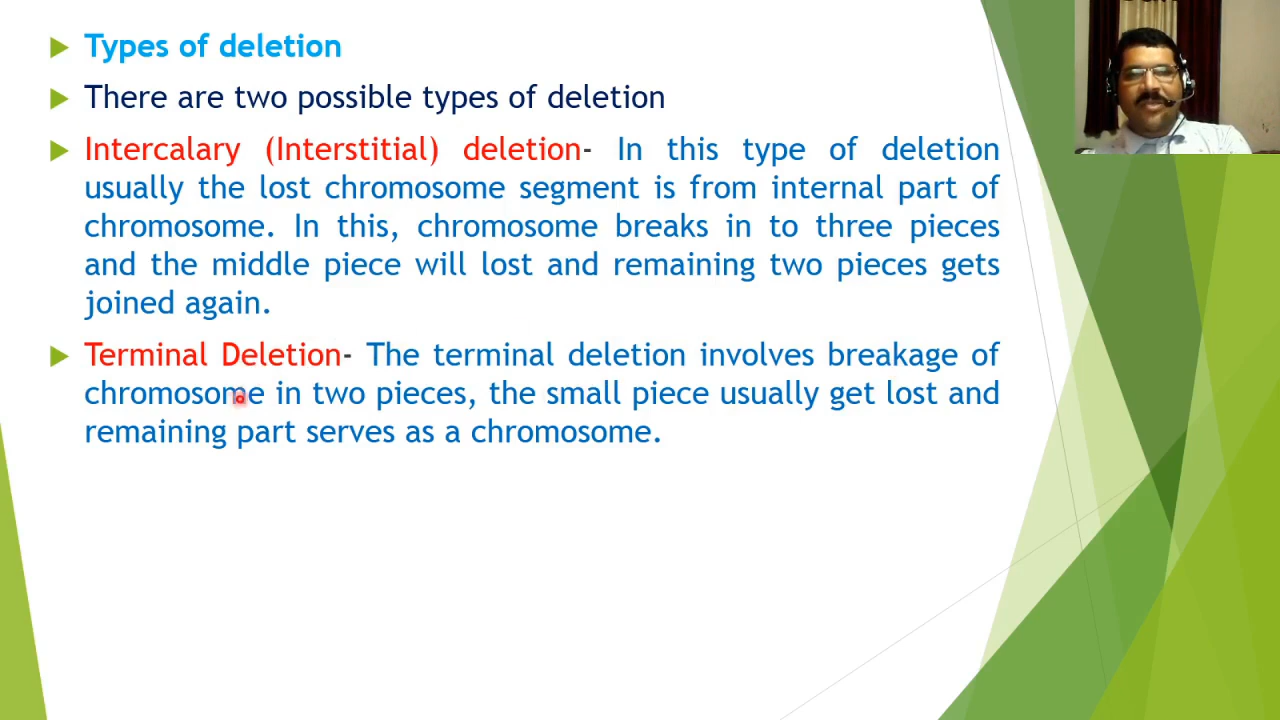 Types of deletion
There are two possible types of deletion
Intercalary (Interstitial) deletion- In this type of deletion
usually the lost chromosome segment is from internal part of
chromosome. In this, chromosome breaks in to three pieces
and the middle piece will lost and remaining two pieces gets
joined again.
Terminal Deletion- The terminal deletion involves breakage of
chromosome in two pieces, the small piece usually get lost and
remaining part serves as a chromosome.